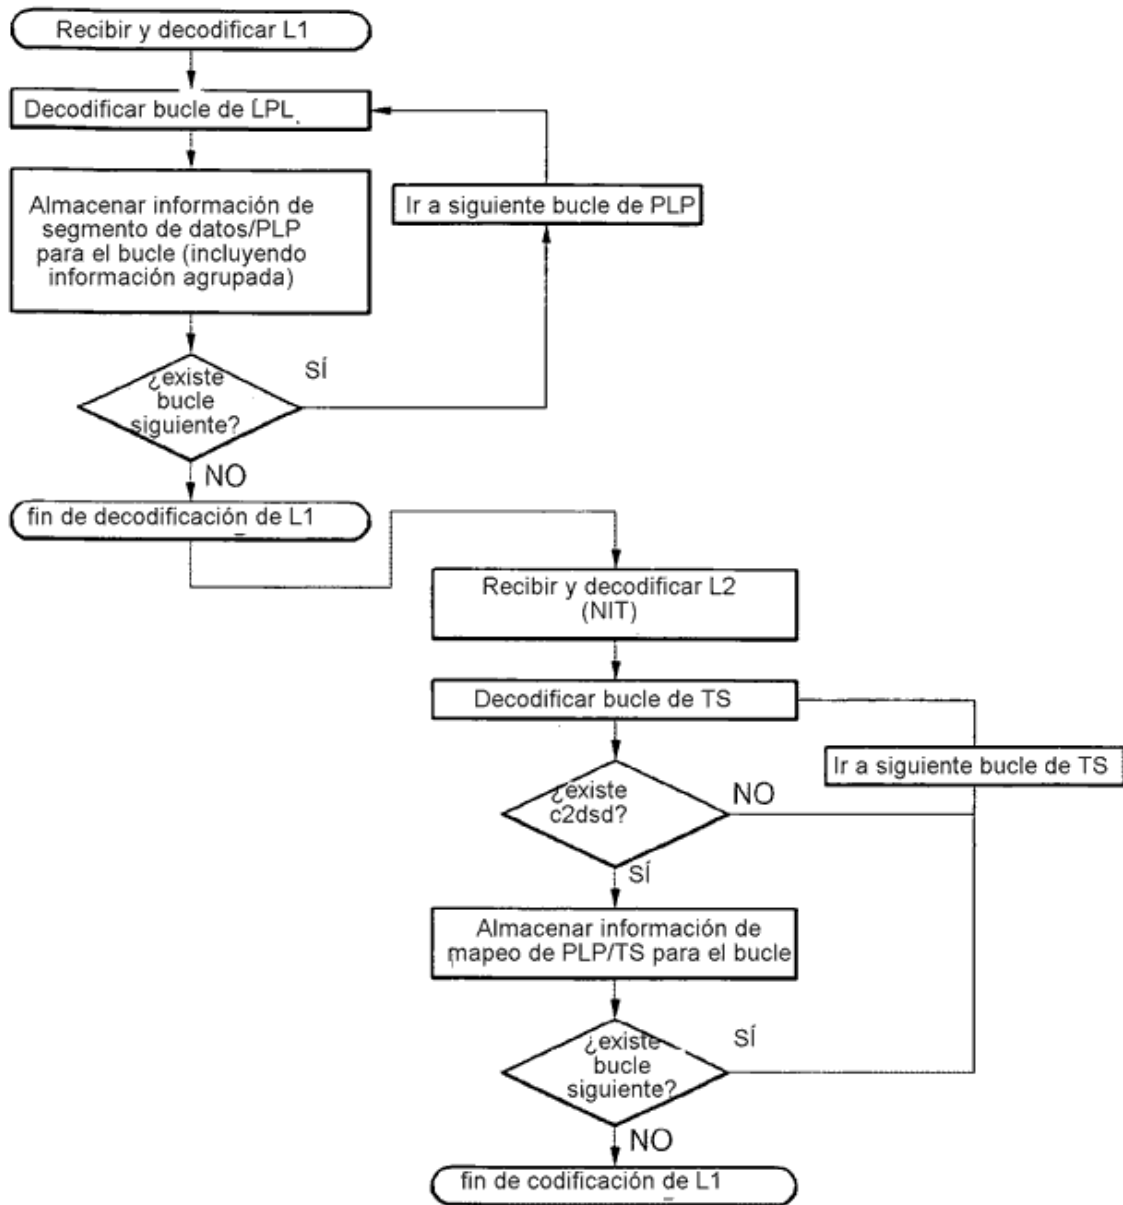 Recibir y decodificar L1
Decodificar bucle de LPL
Almacenar información de
segmento de datos/PLP
para el bucle (incluyendo
información agrupada)
Ir a siguiente bucle de PLP
¿existe
bucle
siguiente?
SÍ
NO
fin de decodificación de L1
Recibir y decodificar L2
(NIT)
Decodificar bucle de TS
Ir a siguiente bucle de TS
¿existe
c2dsd?
NO
SÍ
Almacenar información de
mapeo de PLP/TS para el bucle
¿existe
bucle
siguiente?
SÍ
NO
fin de codificación de L1